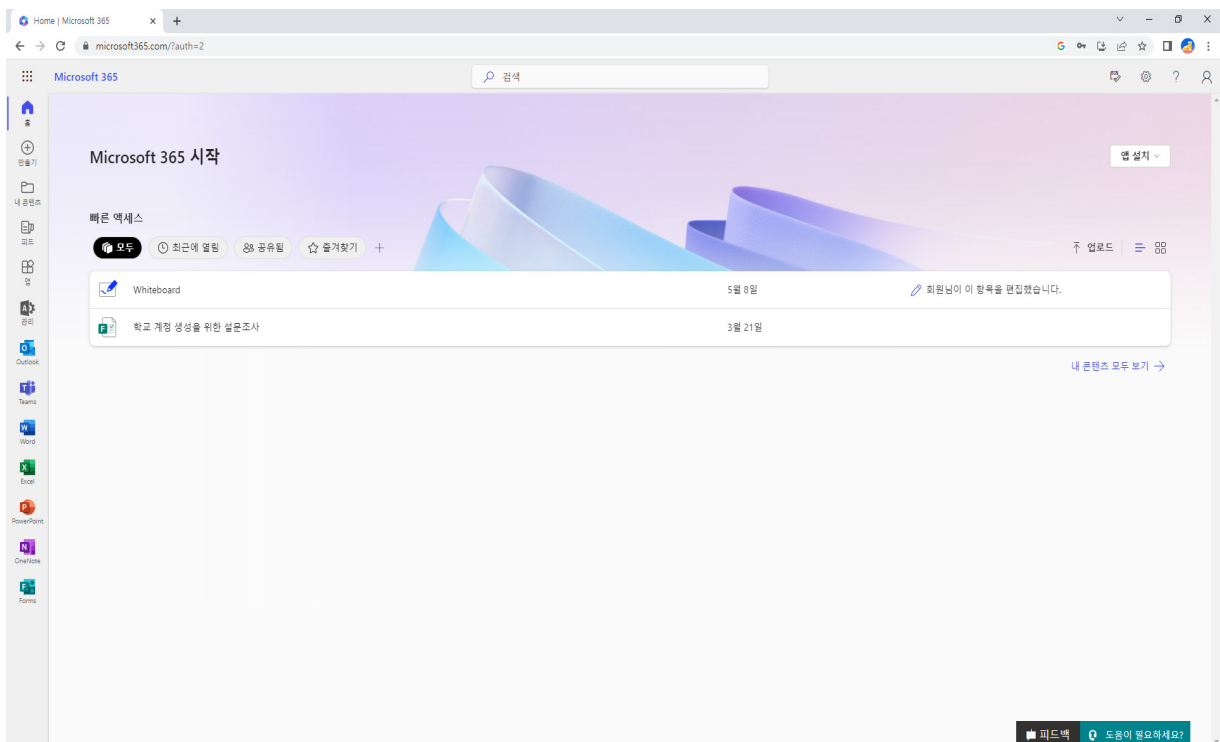 Home | Microsoft 365
microsoft365.com/?auth=2
Microsoft 365
검색
홈
만들기
내 콘텐츠
피드
앱
관리
Outlook
Teams
Word
Excel
PowerPoint
OneNote
Forms
Microsoft 365 시작
앱 설치
빠른 액세스
모두 최근에 열림 공유됨 즐겨찾기
업로드
Whiteboard 5월 8일 회원님이 이 항목을 편집했습니다.
학교 계정 생성을 위한 설문조사 3월 21일
내 콘텐츠 모두 보기
피드백 도움이 필요하세요?